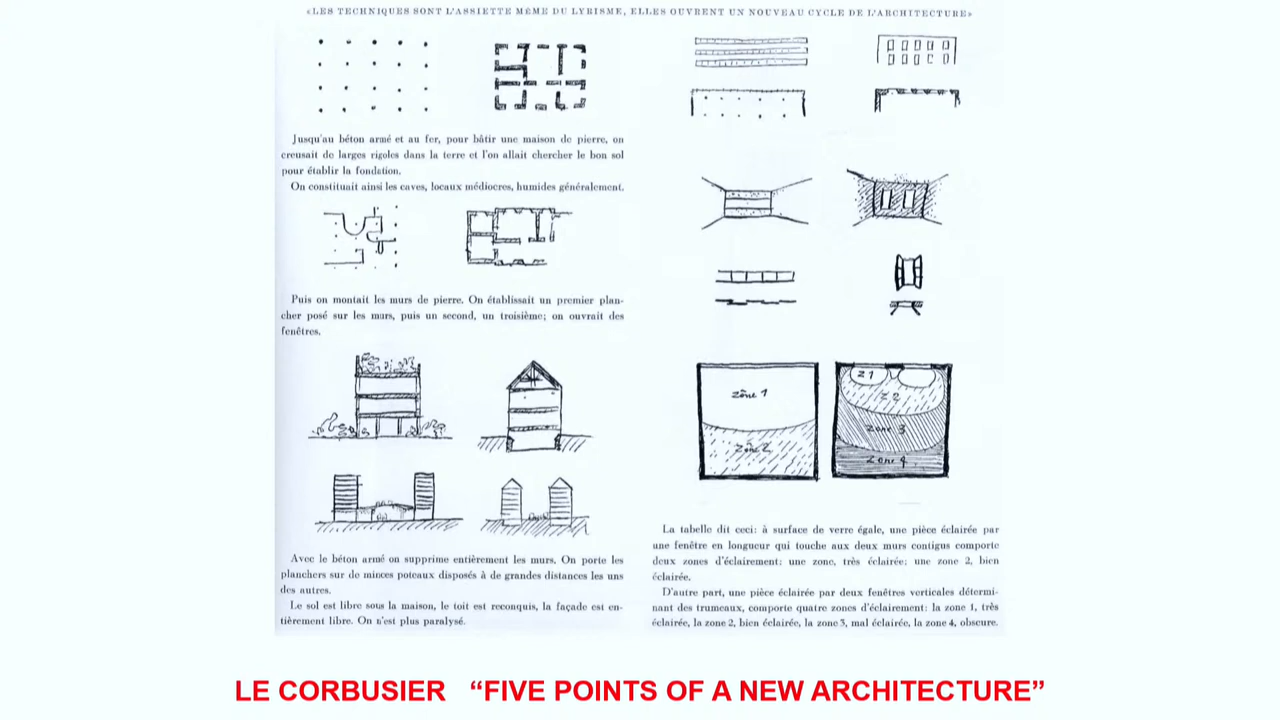 «LES TECHNIQUES SONT L'ASSIETTE MÊME DU LYRISME, ELLES OUVRENT UN NOUVEAU CYCLE DE L'ARCHITECTURE»
Jusqu'au béton armé et au fer, pour bâtir une maison de pierre, on
creusait de larges rigoles dans la terre et l'on allait chercher le bon sol
pour établir la fondation.
On constituait ainsi les caves, locaux médiocres, humides généralement.
Puis on montait les murs de pierre. On établissait un premier plan-
cher posé sur les murs, puis un second, un troisième; on ouvrait des
fenêtres.
Avec le béton armé on supprime entièrement les murs. On porte les
planchers sur de minces poteaux disposés à de grandes distances les uns
des autres.
Le sol est libre sous la maison, le toit est reconquis, la façade est en-
tièrement libre. On n'est plus paralysé.
zône 1
zône 2
Z1
Z 2
zone 3
zone 4
La tabelle dit ceci: à surface de verre égale, une pièce éclairée par
une fenêtre en longueur qui touche aux deux murs contigus comporte
deux zones d'éclairement: une zone, très éclairée; une zone 2, bien
éclairée.
D'autre part, une pièce éclairée par deux fenêtres verticales détermi-
nant des trumeaux, comporte quatre zones d'éclairement: la zone 1, très
éclairée, la zone 2, bien éclairée, la zone 3, mal éclairée, la zone 4, obscure.
LE CORBUSIER “FIVE POINTS OF A NEW ARCHITECTURE”